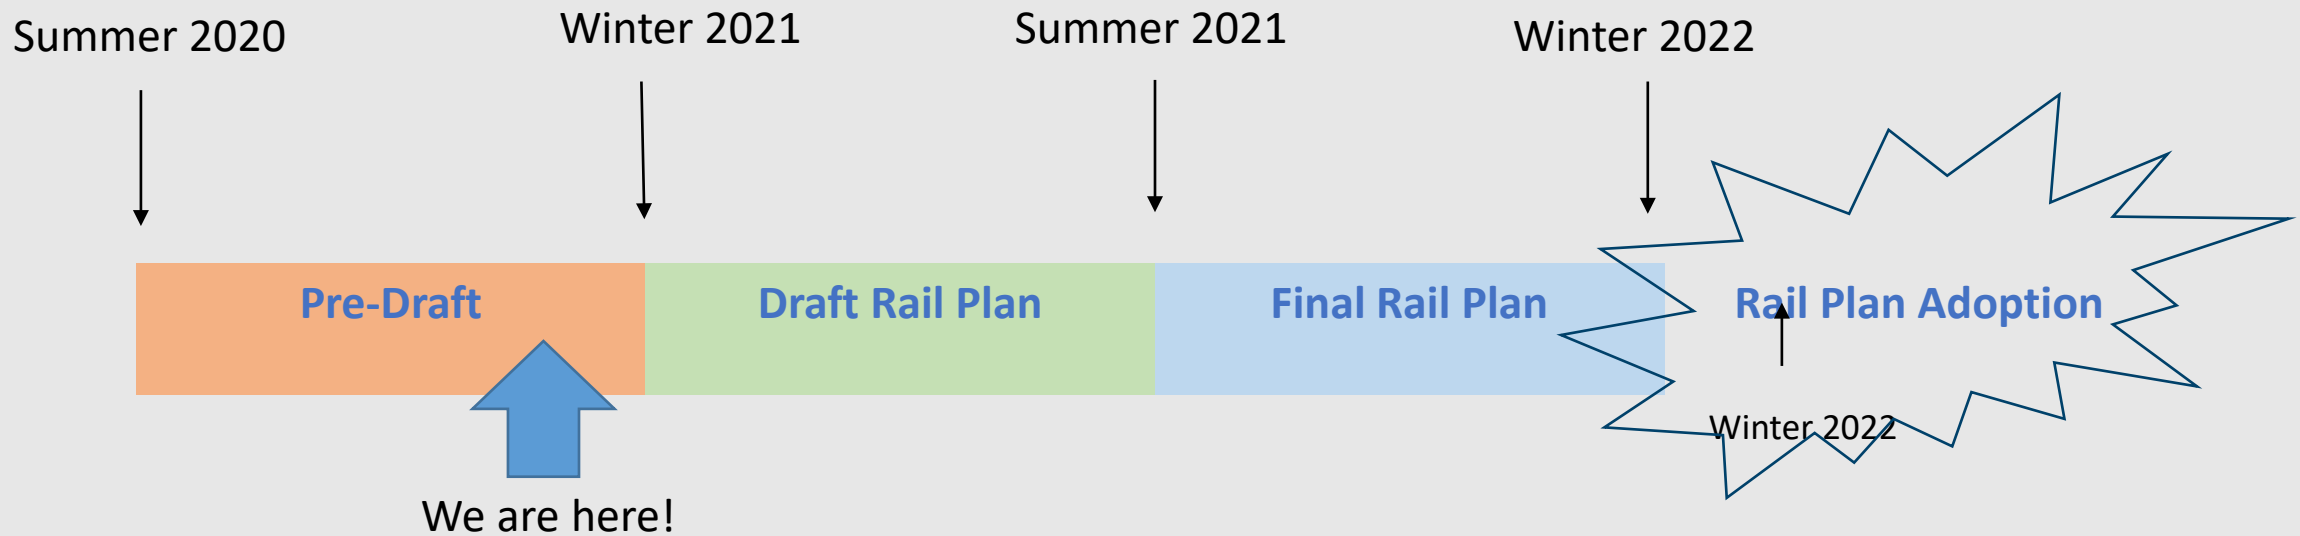 Summer 2020
Winter 2021
Summer 2021
Winter 2022
Pre-Draft
Draft Rail Plan
Final Rail Plan
Rail Plan Adoption
Winter 2022
We are here!